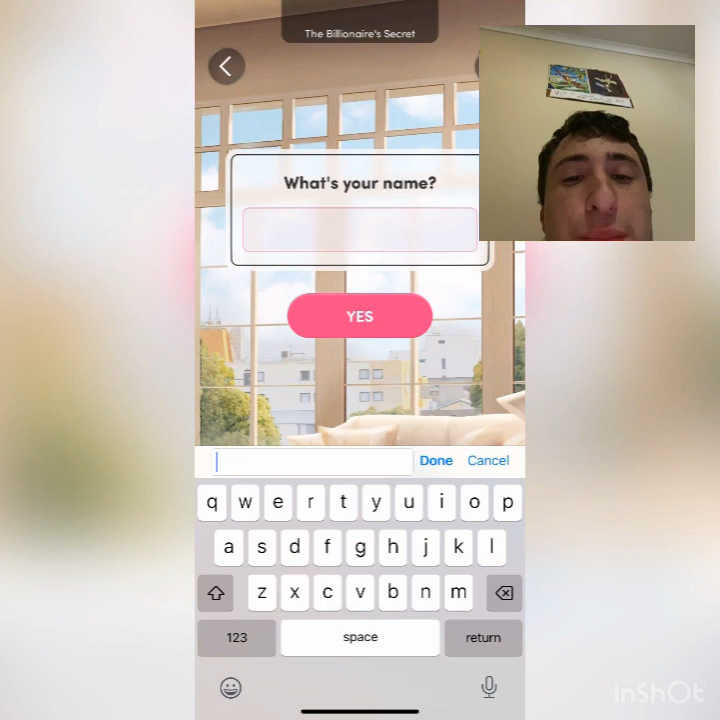 The Billionaire's Secret
What's your name?
YES
Done Cancel
q w e r t y u i o p
a s d f g h j k l
z x c v b n m
123 space return
InShOt